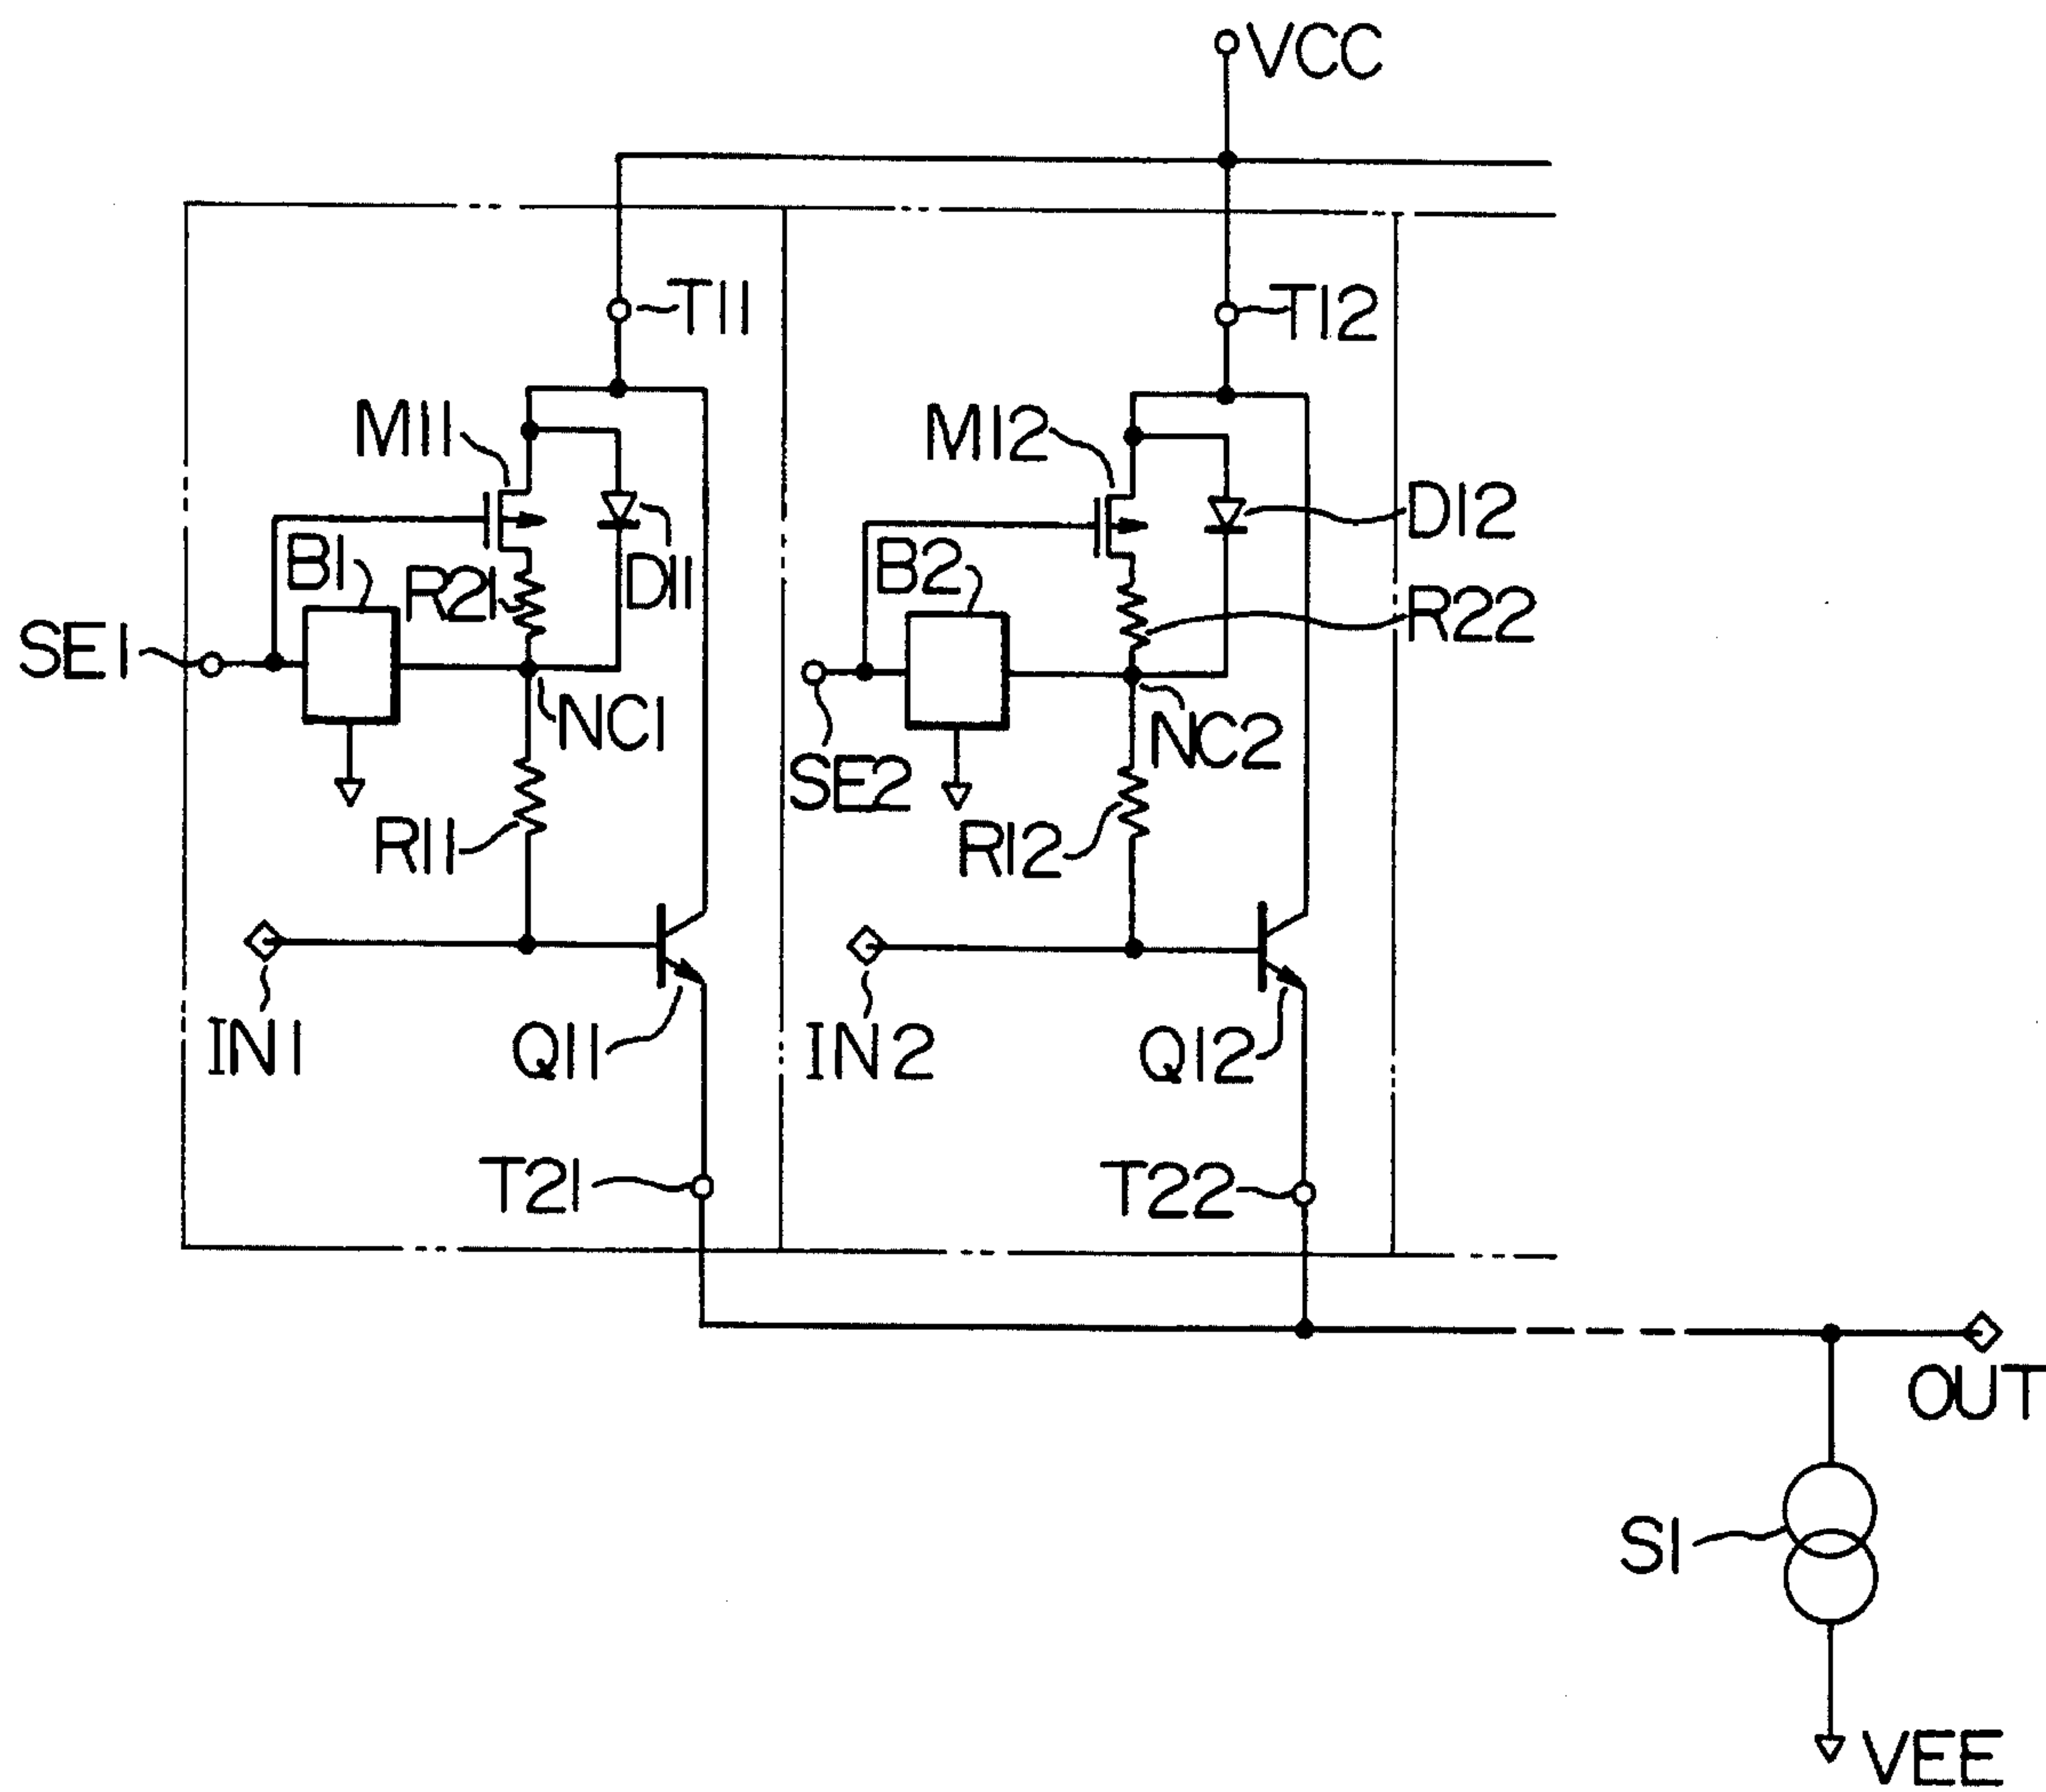 VCC
T11
T12
M11
M12
D12
B1
R21
D11
B2
R22
SE1
NC1
NC2
SE2
R11
R12
IN1
Q11
IN2
Q12
T21
T22
OUT
S1
VEE